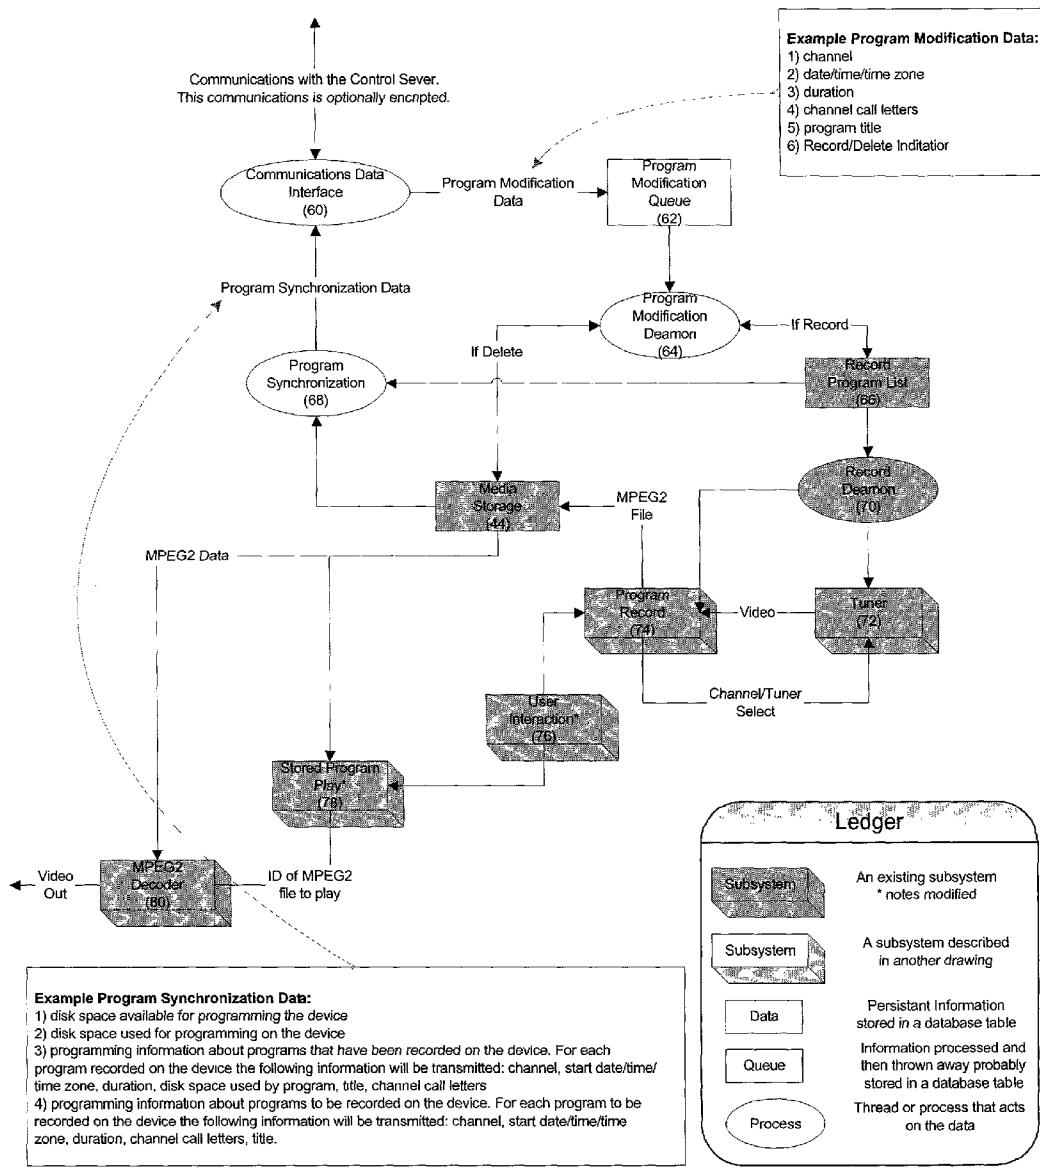 Communications with the Control Sever.
This communications is optionally encripted.
Example Program Modification Data:
1) channel
2) date/time/time zone
3) duration
4) channel call letters
5) program title
6) Record/Delete Inditatior
Communications Data
Interface
(60)
Program Modification
Data
Program
Modification
Queue
(62)
Program Synchronization Data
Program
Modification
Deamon
(64)
If Record
If Delete
Program
Synchronization
(68)
Record
Program List
(66)
Media
Storage
(44)
MPEG2
File
Record
Deamon
(70)
MPEG2 Data
Program
Record
(74)
Video
Tuner
(72)
Channel/Tuner
Select
User
Interaction*
(76)
Stored Program
Play*
(78)
Video
Out
MPEG2
Decoder
(80)
ID of MPEG2
file to play
Ledger
Subsystem
An existing subsystem
* notes modified
Subsystem
A subsystem described
in another drawing
Data
Persistant Information
stored in a database table
Queue
Information processed and
then thrown away probably
stored in a database table
Process
Thread or process that acts
on the data
Example Program Synchronization Data:
1) disk space available for programming the device
2) disk space used for programming on the device
3) programming information about programs that have been recorded on the device. For each
program recorded on the device the following information will be transmitted: channel, start date/time/
time zone, duration, disk space used by program, title, channel call letters
4) programming information about programs to be recorded on the device. For each program to be
recorded on the device the following information will be transmitted: channel, start date/time/time
zone, duration, channel call letters, title.